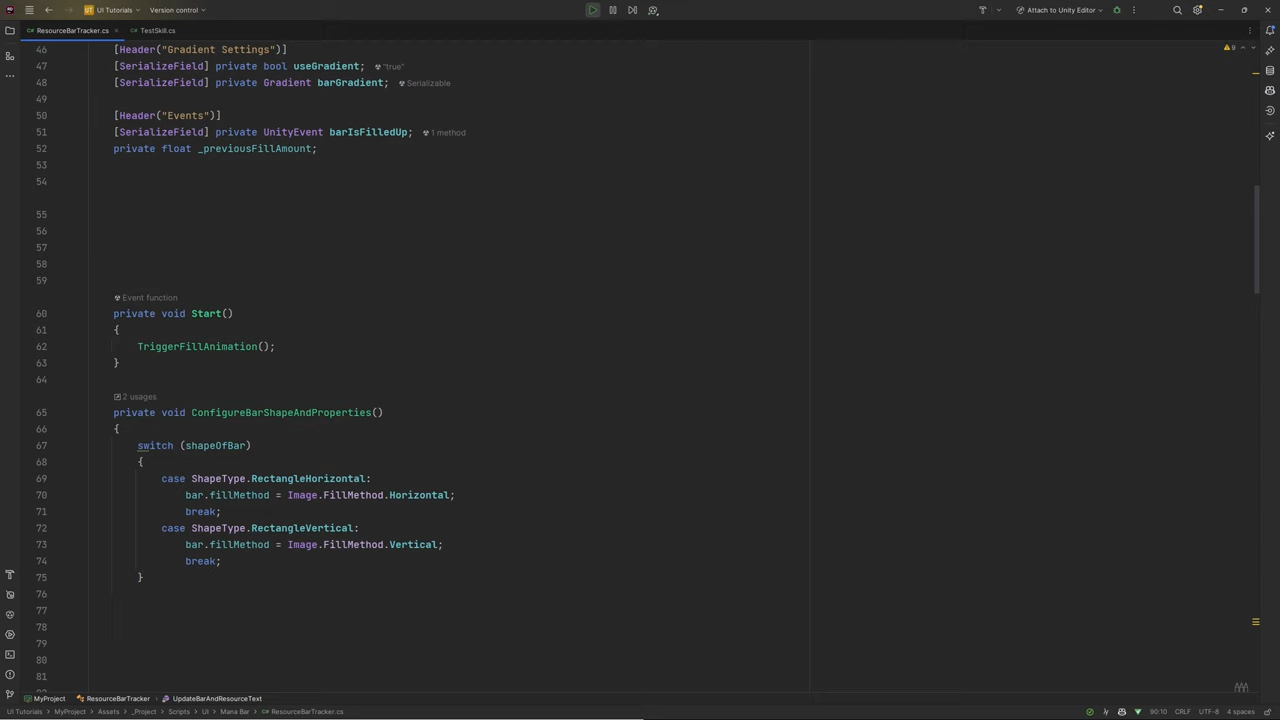 UI UI Tutorials Version control Attach to Unity Editor
ResourceBarTracker.cs TestSkill.cs
46 [Header("Gradient Settings")] 9
47 [SerializeField] private bool useGradient; "true"
48 [SerializeField] private Gradient barGradient; Serializable
49
50 [Header("Events")]
51 [SerializeField] private UnityEvent barIsFilledUp; 1 method
52 private float _previousFillAmount;
53
54
55
56
57
58
59
Event function
60 private void Start()
61 {
62 TriggerFillAnimation();
63 }
64
2 usages
65 private void ConfigureBarShapeAndProperties()
66 {
67 switch (shapeOfBar)
68 {
69 case ShapeType.RectangleHorizontal:
70 bar.fillMethod = Image.FillMethod.Horizontal;
71 break;
72 case ShapeType.RectangleVertical:
73 bar.fillMethod = Image.FillMethod.Vertical;
74 break;
75 }
76
77
78
79
80
81
MyProject ResourceBarTracker UpdateBarAndResourceText
UI Tutorials › MyProject › Assets › _Project › Scripts › UI › Mana Bar › ResourceBarTracker.cs 90:10 CRLF UTF-8 4 spaces